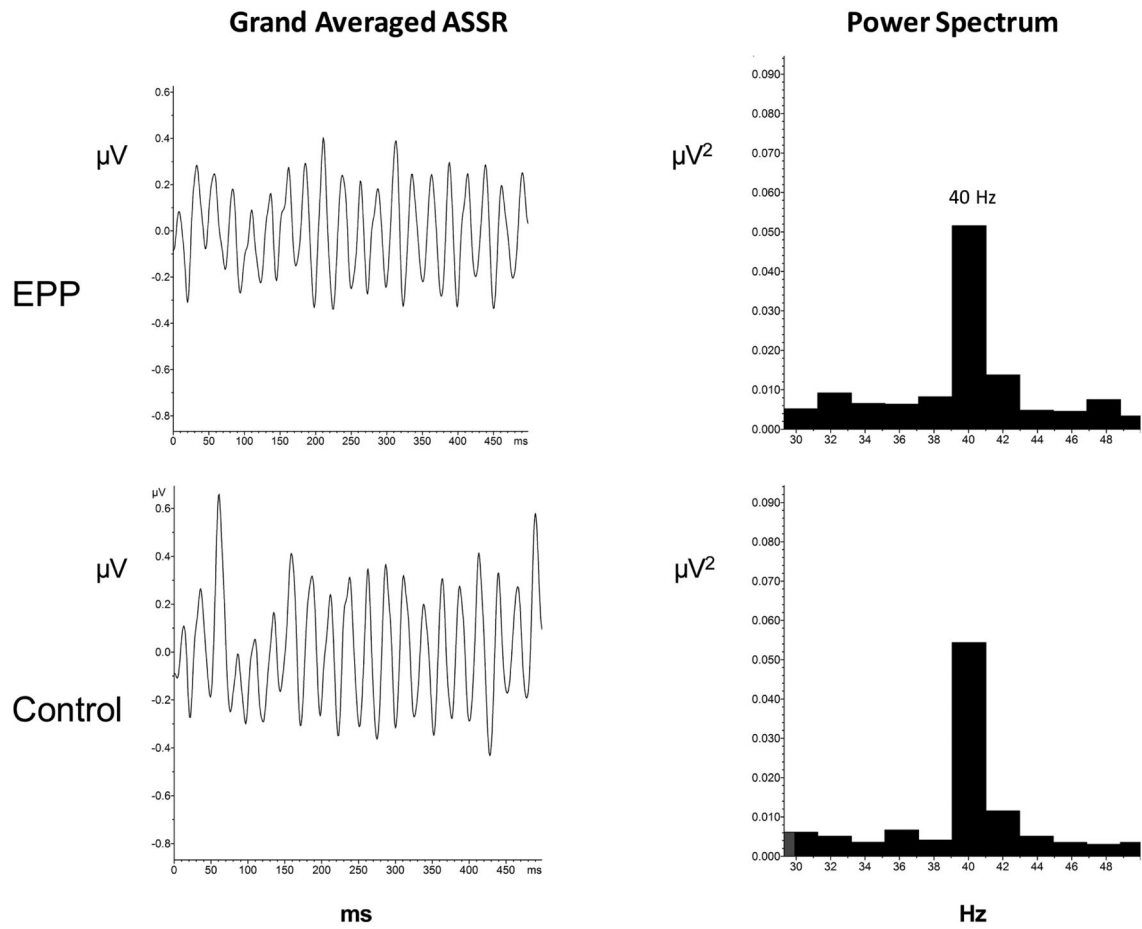 Grand Averaged ASSR
Power Spectrum
EPP
µV
0.6
0.4
0.2
0.0
-0.2
-0.4
-0.6
-0.8
0 50 100 150 200 250 300 350 400 450 ms
µV²
0.090
0.080
0.070
0.060
0.050
0.040
0.030
0.020
0.010
0.000
40 Hz
30 32 34 36 38 40 42 44 46 48
Control
µV
µV
0.6
0.4
0.2
0.0
-0.2
-0.4
-0.6
-0.8
0 50 100 150 200 250 300 350 400 450 ms
ms
µV²
0.090
0.080
0.070
0.060
0.050
0.040
0.030
0.020
0.010
0.000
30 32 34 36 38 40 42 44 46 48
Hz